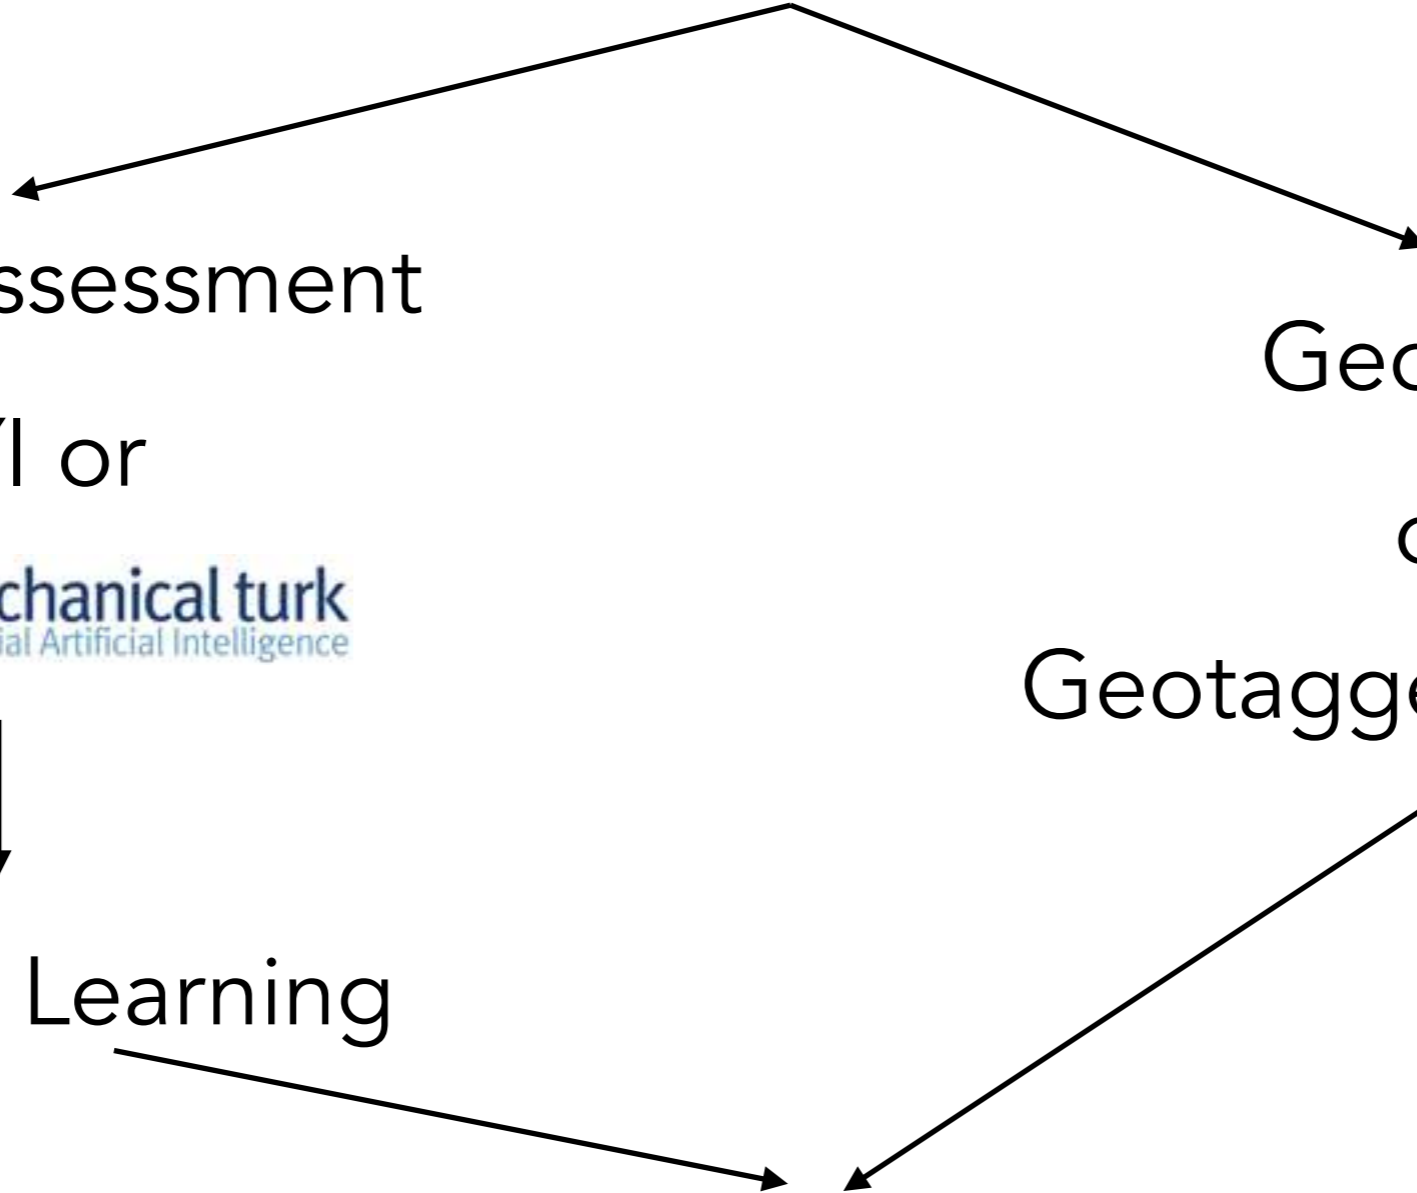 ssessment
I or
chanical turk
ial Artificial Intelligence
Geo
Geotagge
Learning